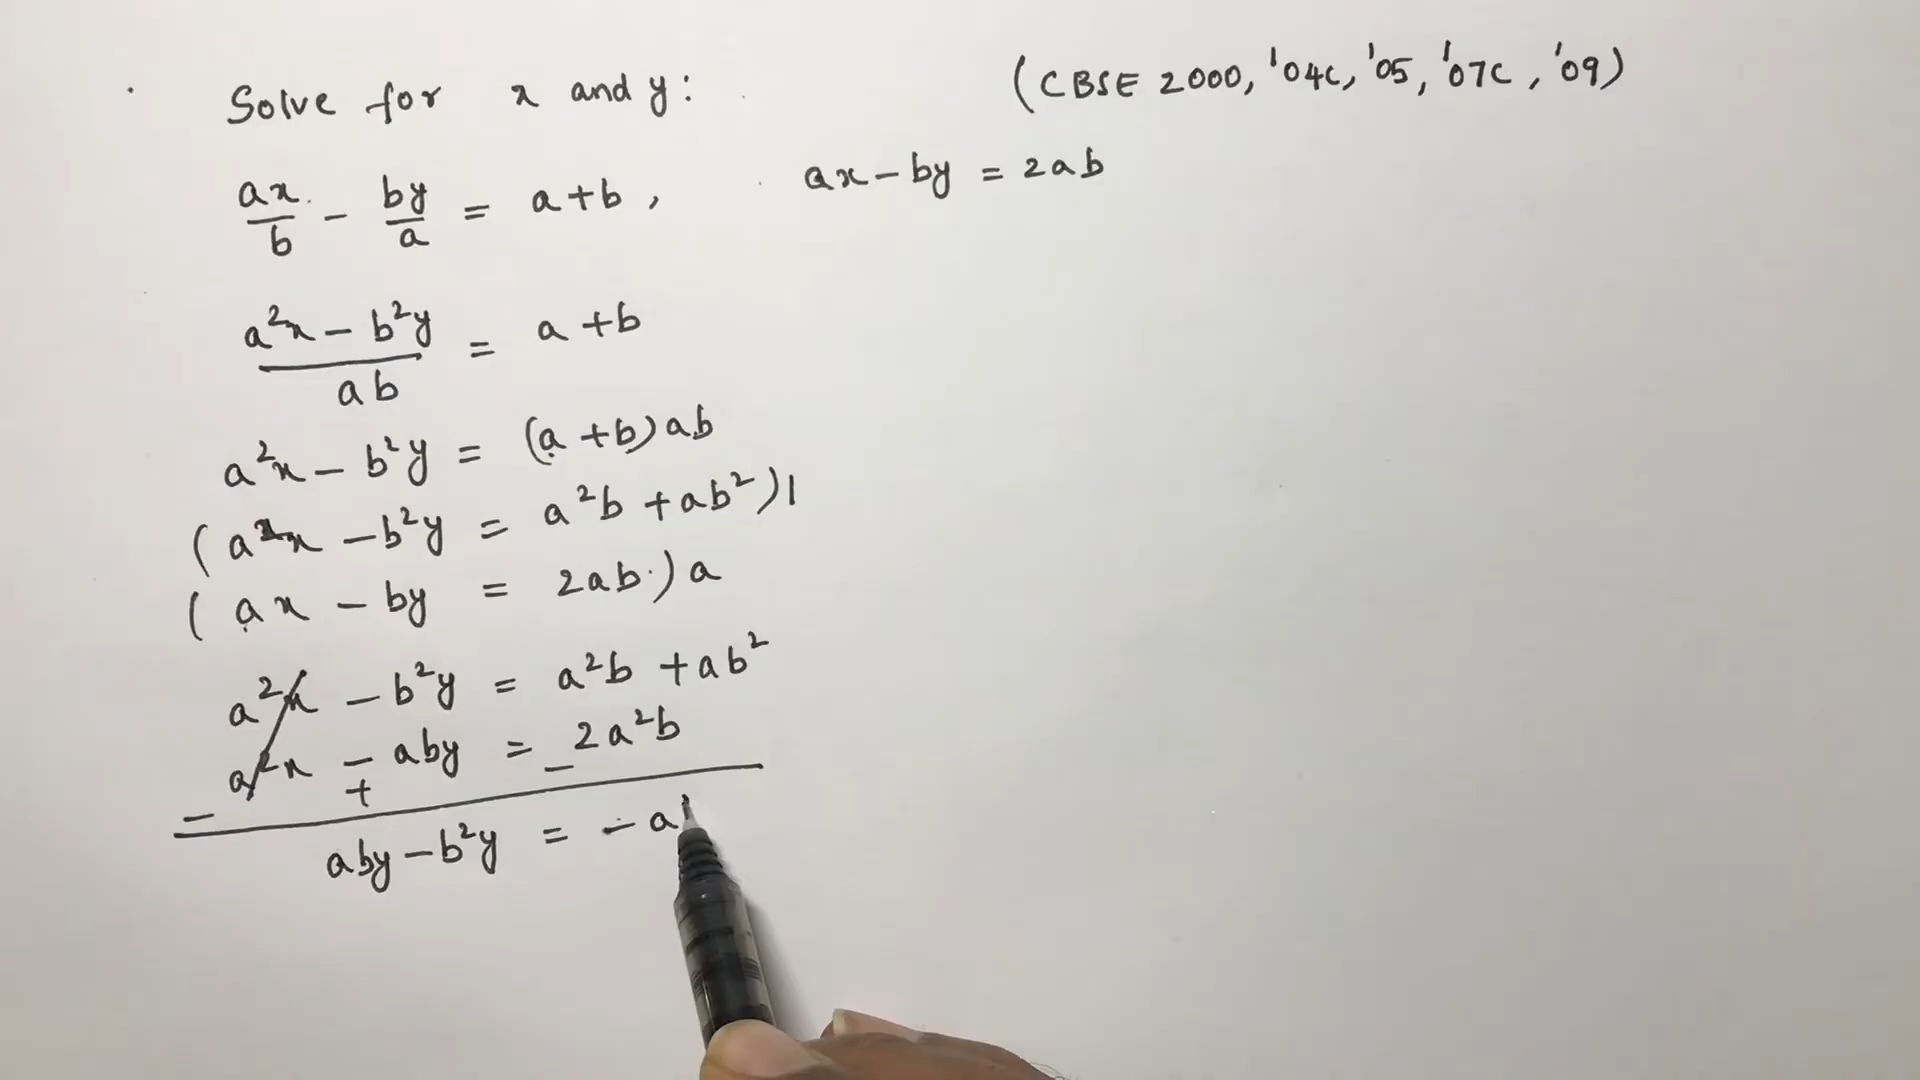 Solve for x and y: (CBSE 2000, '04C, '05, '07C, '09)
ax/b - by/a = a+b, ax-by = 2ab
a²x - b²y / ab = a+b
a²x - b²y = (a+b)ab
(a²x - b²y = a²b + ab²)1
(ax - by = 2ab)a
a²x - b²y = a²b + ab²
a²x - aby = 2a²b
- + -
aby - b²y = - a